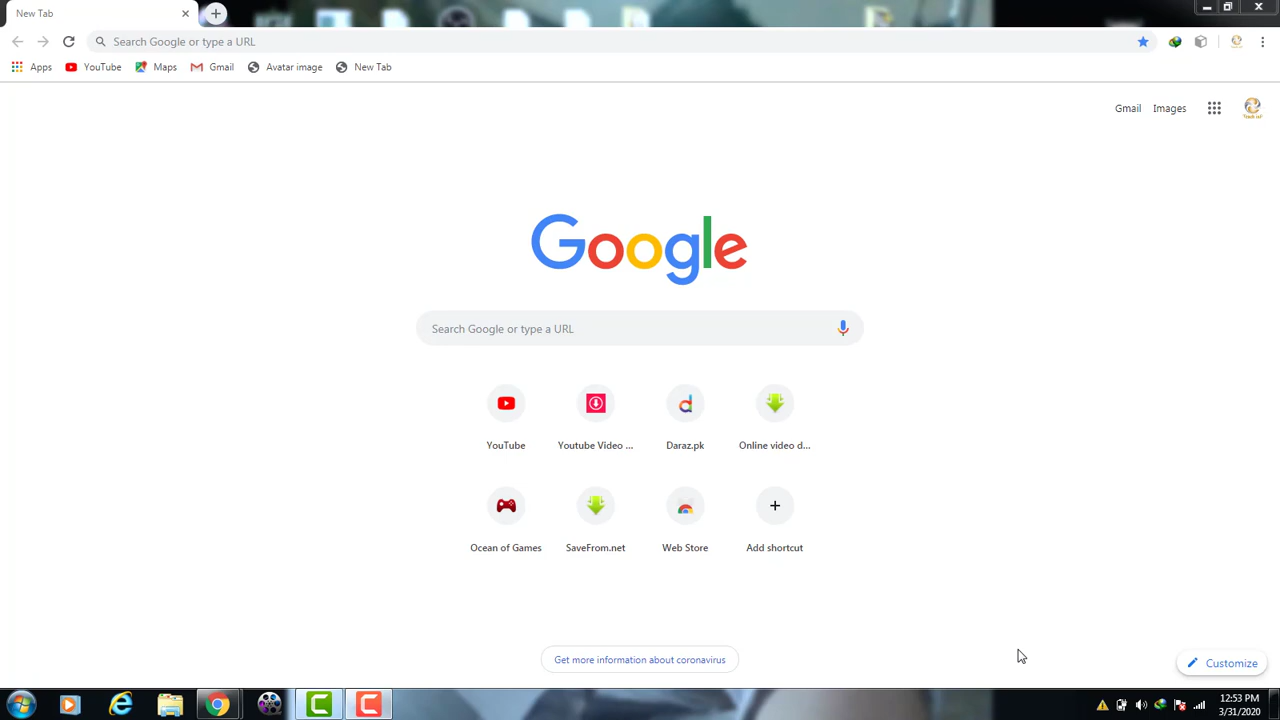 New Tab
Search Google or type a URL
Apps
YouTube
Maps
Gmail
Avatar image
New Tab
Gmail
Images
Google
Search Google or type a URL
YouTube
Youtube Video ...
Daraz.pk
Online video d...
Ocean of Games
SaveFrom.net
Web Store
Add shortcut
Get more information about coronavirus
Customize
12:53 PM
3/31/2020